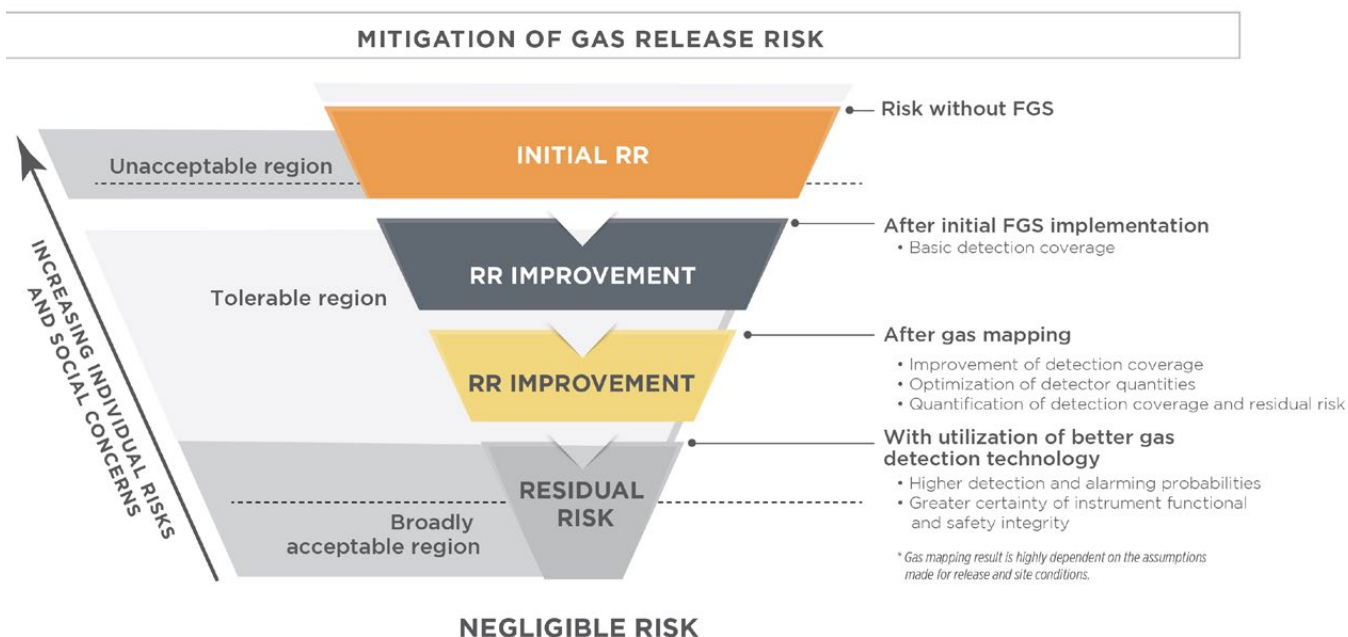 MITIGATION OF GAS RELEASE RISK
Risk without FGS
INITIAL RR
Unacceptable region
After initial FGS implementation
• Basic detection coverage
RR IMPROVEMENT
Tolerable region
INCREASING INDIVIDUAL RISKS
AND SOCIAL CONCERNS
After gas mapping
• Improvement of detection coverage
• Optimization of detector quantities
• Quantification of detection coverage and residual risk
RR IMPROVEMENT
With utilization of better gas
detection technology
• Higher detection and alarming probabilities
• Greater certainty of instrument functional
and safety integrity
RESIDUAL
RISK
Broadly
acceptable region
* Gas mapping result is highly dependent on the assumptions
made for release and site conditions.
NEGLIGIBLE RISK